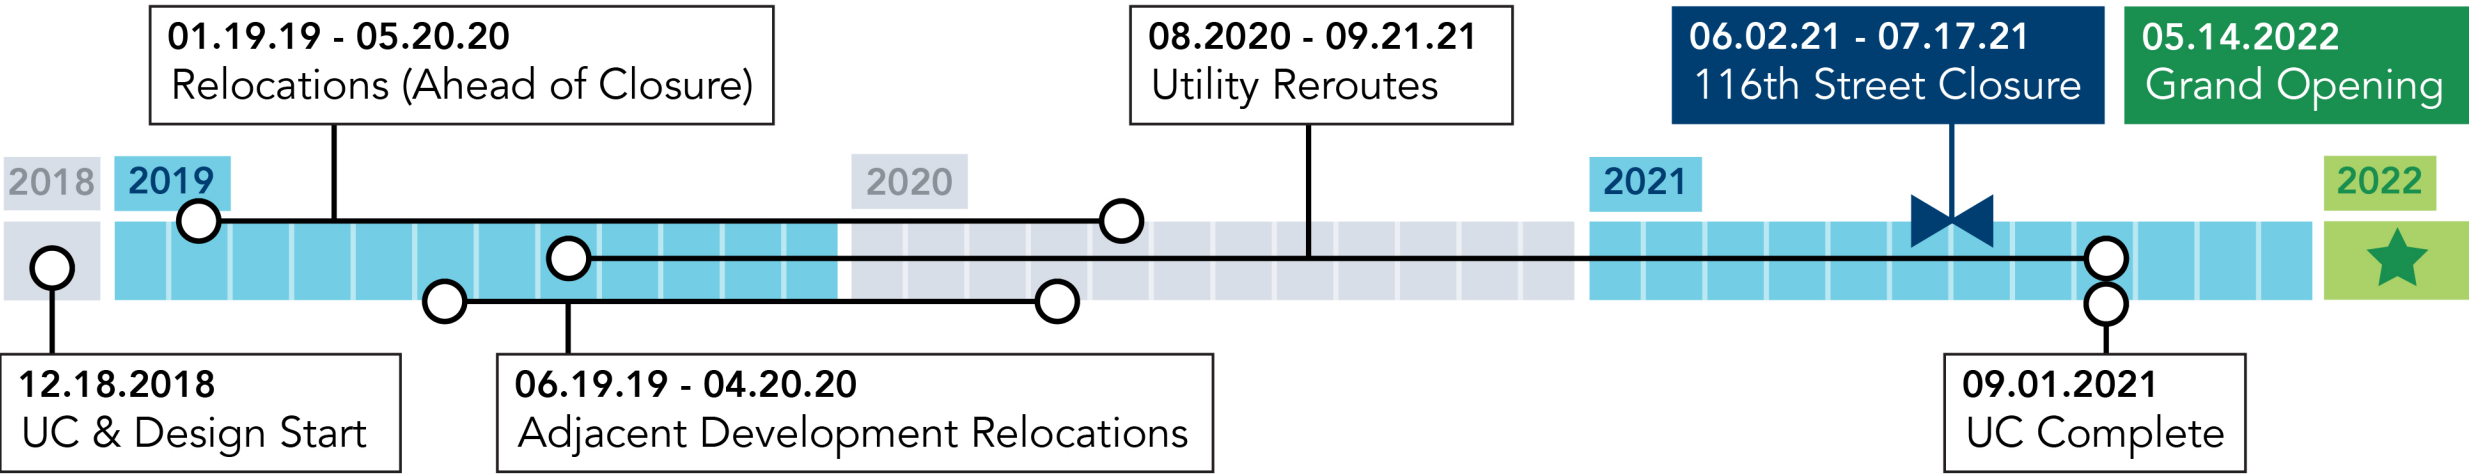 01.19.19 - 05.20.20
Relocations (Ahead of Closure)
08.2020 - 09.21.21
Utility Reroutes
06.02.21 - 07.17.21
116th Street Closure
05.14.2022
Grand Opening
2018
2019
2020
2021
2022
12.18.2018
UC & Design Start
06.19.19 - 04.20.20
Adjacent Development Relocations
09.01.2021
UC Complete